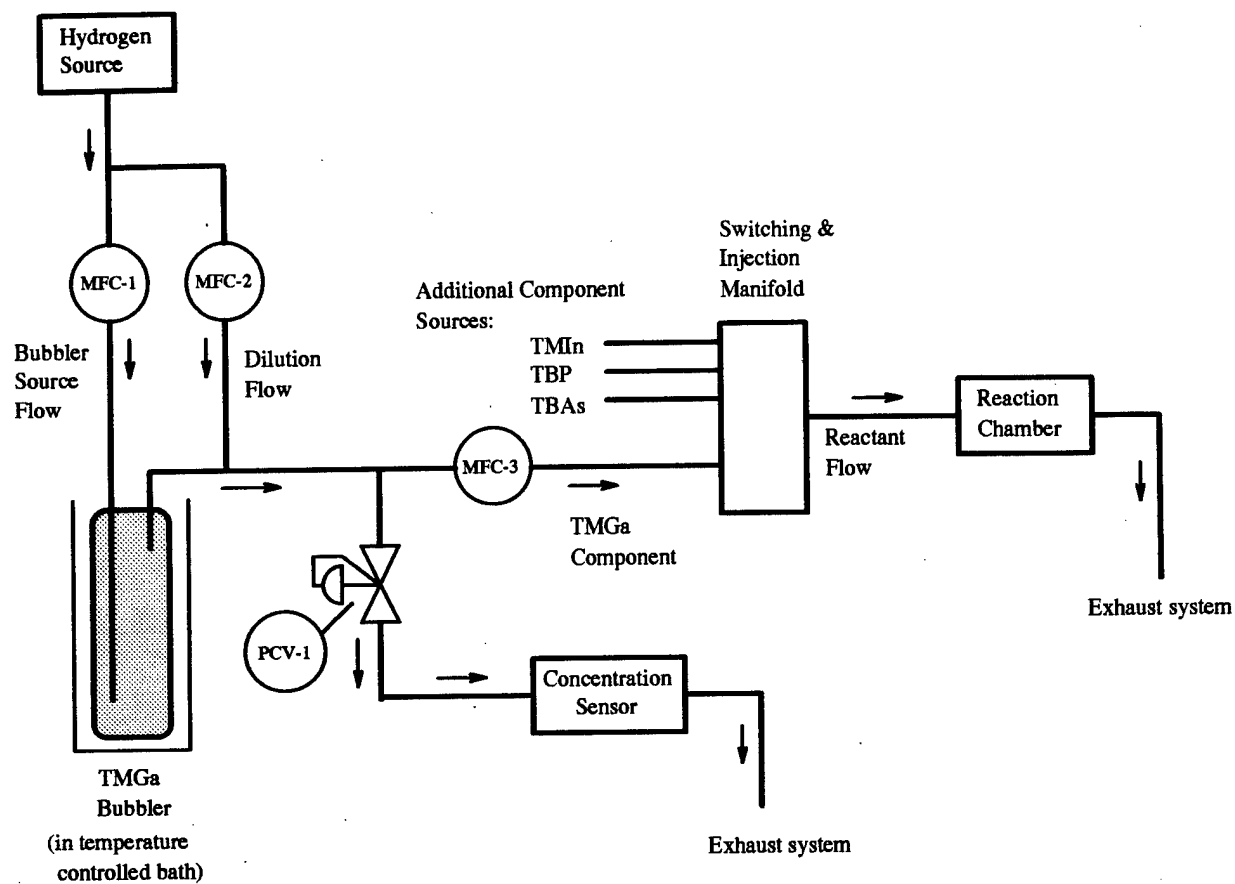 Hydrogen
Source
MFC-1
MFC-2
Bubbler
Source
Flow
Dilution
Flow
Additional Component
Sources:
TMIn
TBP
TBAs
Switching &
Injection
Manifold
MFC-3
TMGa
Component
Reactant
Flow
Reaction
Chamber
Exhaust system
PCV-1
Concentration
Sensor
Exhaust system
TMGa
Bubbler
(in temperature
controlled bath)